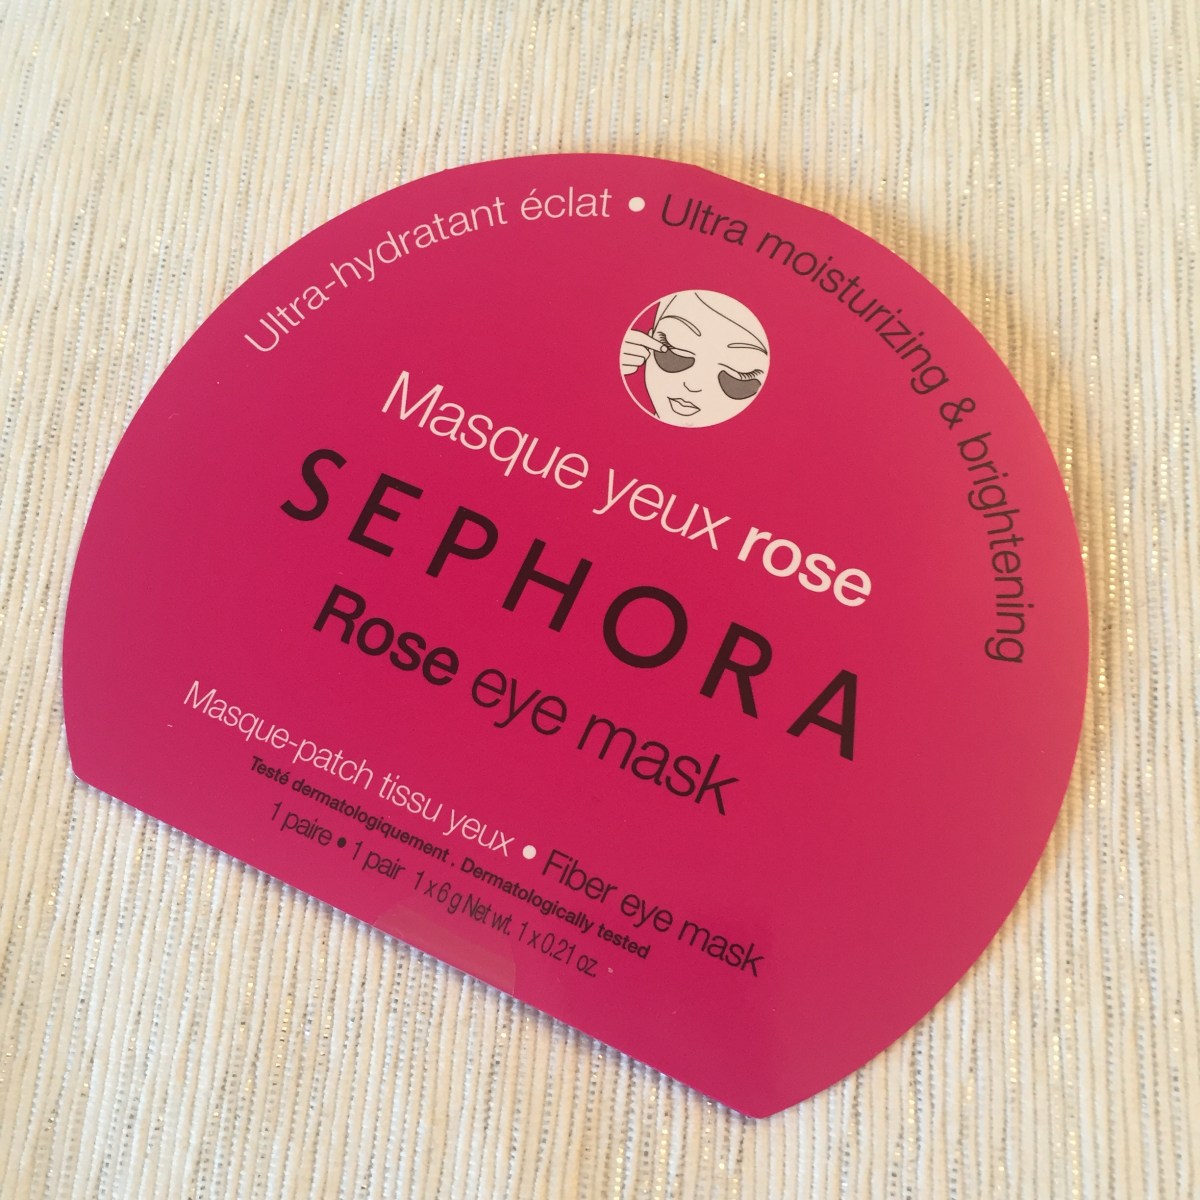 Ultra-hydratant éclat • Ultra moisturizing & brightening
Masque yeux rose
SEPHORA
Rose eye mask
Masque-patch tissu yeux • Fiber eye mask
Testé dermatologiquement . Dermatologically tested
1 paire • 1 pair 1 x 6 g Net wt. 1 x 0.21 oz.